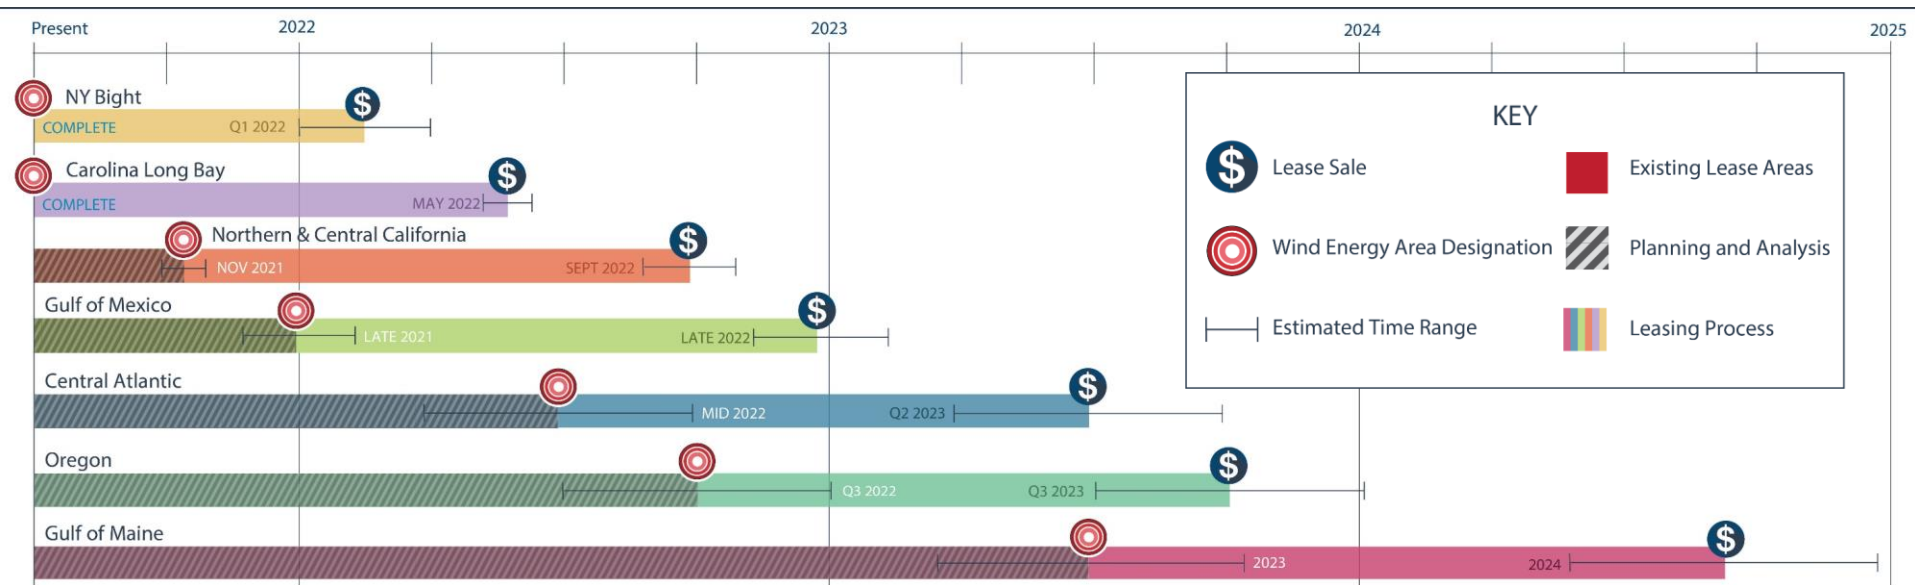 Present 2022 2023 2024 2025
NY Bight
COMPLETE Q1 2022
$
Carolina Long Bay
COMPLETE MAY 2022
$
Northern & Central California
NOV 2021 SEPT 2022
$
Gulf of Mexico
LATE 2021 LATE 2022
$
Central Atlantic
MID 2022 Q2 2023
$
Oregon
Q3 2022 Q3 2023
$
Gulf of Maine
2023 2024
$
KEY
$ Lease Sale
Existing Lease Areas
Wind Energy Area Designation
Planning and Analysis
Estimated Time Range
Leasing Process